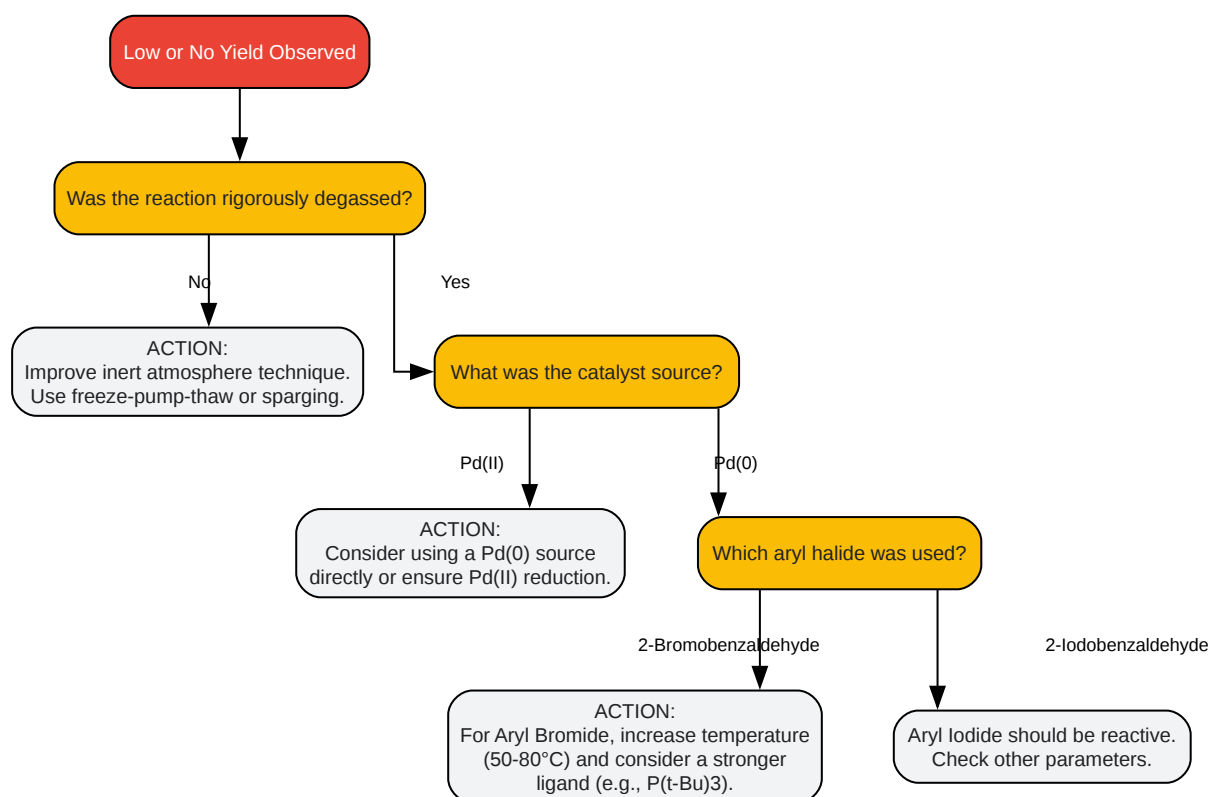 Low or No Yield Observed
Was the reaction rigorously degassed?
No
Yes
ACTION:
Improve inert atmosphere technique.
Use freeze-pump-thaw or sparging.
What was the catalyst source?
Pd(II)
Pd(0)
ACTION:
Consider using a Pd(0) source
directly or ensure Pd(II) reduction.
Which aryl halide was used?
2-Bromobenzaldehyde
2-Iodobenzaldehyde
ACTION:
For Aryl Bromide, increase temperature
(50-80°C) and consider a stronger
ligand (e.g., P(t-Bu)3).
Aryl Iodide should be reactive.
Check other parameters.